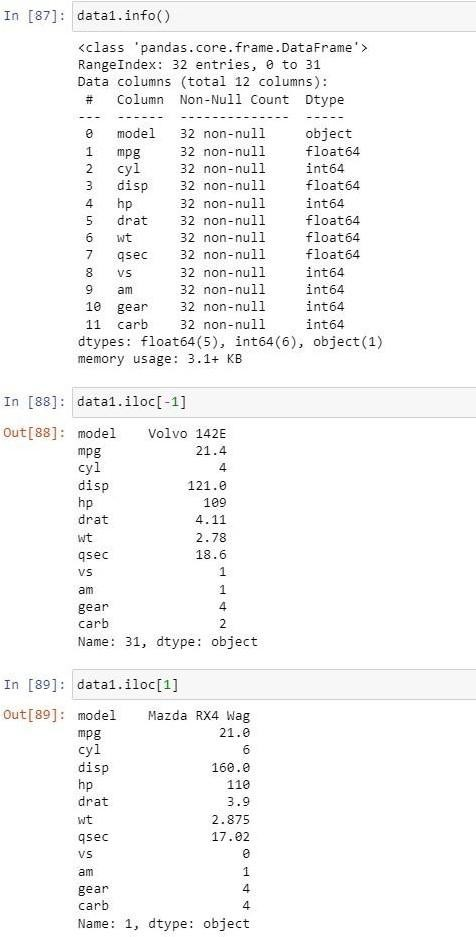 In [87]: data1.info()
<class 'pandas.core.frame.DataFrame'>
RangeIndex: 32 entries, 0 to 31
Data columns (total 12 columns):
 #   Column  Non-Null Count  Dtype
---  ------  --------------  -----
 0   model   32 non-null     object
 1   mpg     32 non-null     float64
 2   cyl     32 non-null     int64
 3   disp    32 non-null     float64
 4   hp      32 non-null     int64
 5   drat    32 non-null     float64
 6   wt      32 non-null     float64
 7   qsec    32 non-null     float64
 8   vs      32 non-null     int64
 9   am      32 non-null     int64
 10  gear    32 non-null     int64
 11  carb    32 non-null     int64
dtypes: float64(5), int64(6), object(1)
memory usage: 3.1+ KB
In [88]: data1.iloc[-1]
Out[88]: model    Volvo 142E
mpg            21.4
cyl               4
disp          121.0
hp              109
drat           4.11
wt             2.78
qsec           18.6
vs                1
am                1
gear              4
carb              2
Name: 31, dtype: object
In [89]: data1.iloc[1]
Out[89]: model    Mazda RX4 Wag
mpg               21.0
cyl                  6
disp             160.0
hp                 110
drat               3.9
wt               2.875
qsec             17.02
vs                   0
am                   1
gear                 4
carb                 4
Name: 1, dtype: object